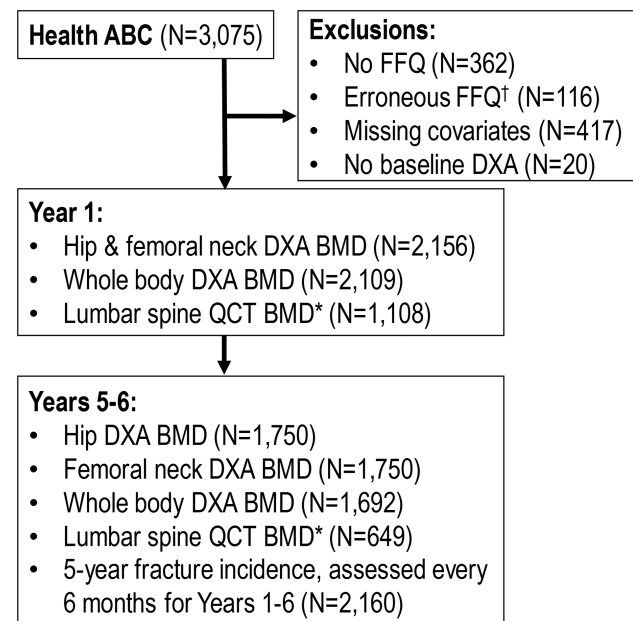 Health ABC (N=3,075)
Exclusions:
• No FFQ (N=362)
• Erroneous FFQ† (N=116)
• Missing covariates (N=417)
• No baseline DXA (N=20)
Year 1:
• Hip & femoral neck DXA BMD (N=2,156)
• Whole body DXA BMD (N=2,109)
• Lumbar spine QCT BMD* (N=1,108)
Years 5-6:
• Hip DXA BMD (N=1,750)
• Femoral neck DXA BMD (N=1,750)
• Whole body DXA BMD (N=1,692)
• Lumbar spine QCT BMD* (N=649)
• 5-year fracture incidence, assessed every
6 months for Years 1-6 (N=2,160)